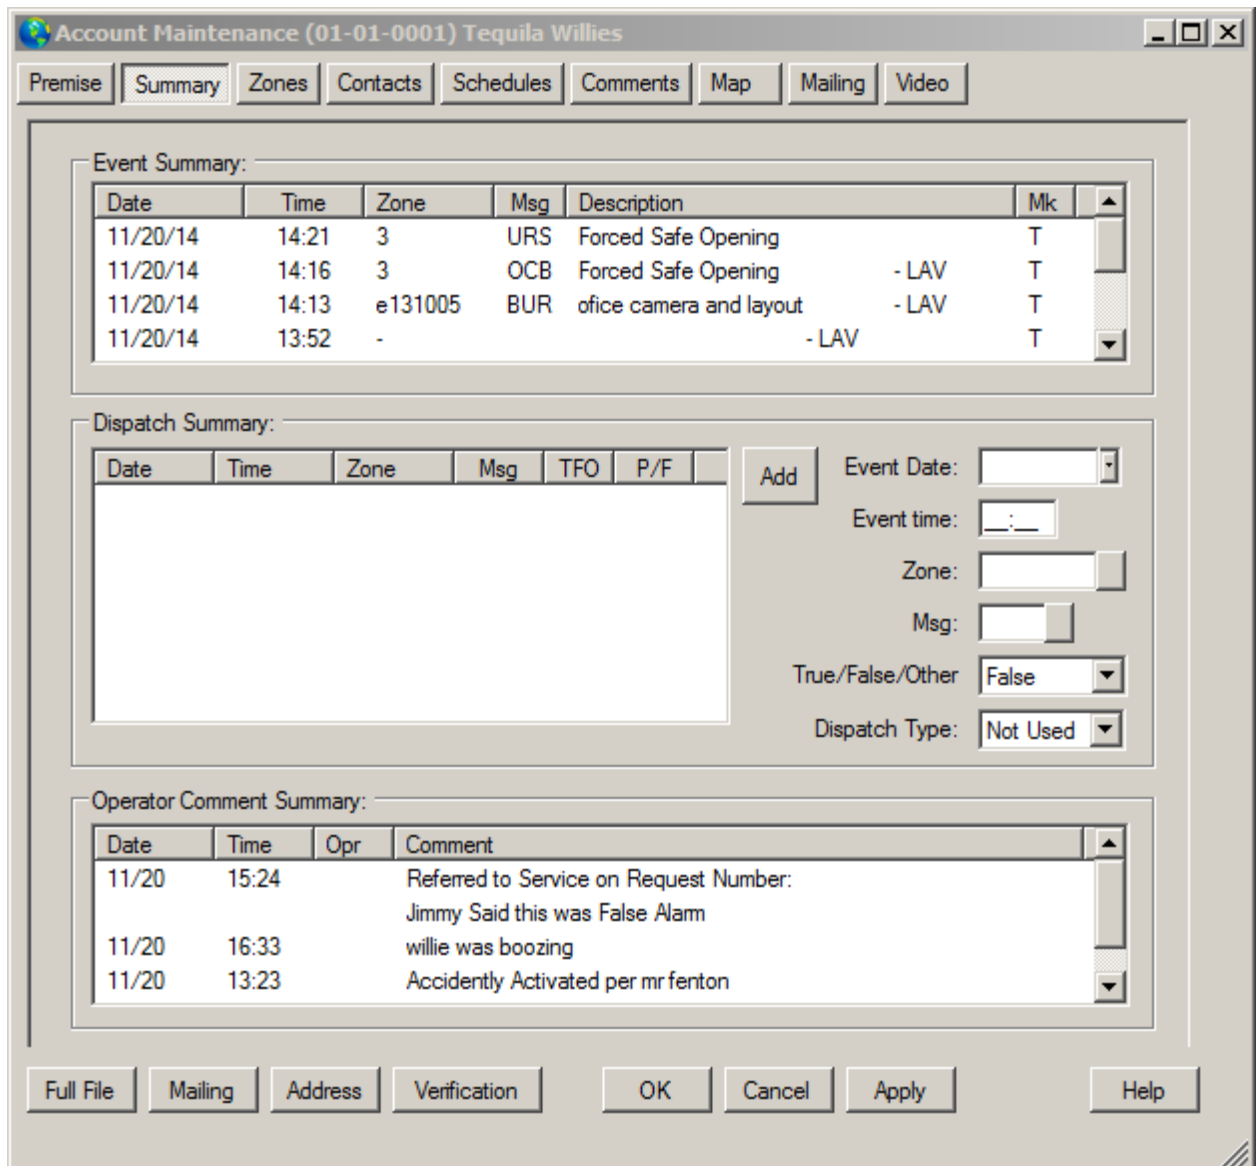 Account Maintenance (01-01-0001) Tequila Willies
Premise Summary Zones Contacts Schedules Comments Map Mailing Video
Event Summary:
Date Time Zone Msg Description Mk
11/20/14 14:21 3 URS Forced Safe Opening T
11/20/14 14:16 3 OCB Forced Safe Opening - LAV T
11/20/14 14:13 e131005 BUR ofice camera and layout - LAV T
11/20/14 13:52 - - LAV T
Dispatch Summary:
Date Time Zone Msg TFO P/F
Add
Event Date:
Event time: __:__
Zone:
Msg:
True/False/Other False
Dispatch Type: Not Used
Operator Comment Summary:
Date Time Opr Comment
11/20 15:24 Referred to Service on Request Number:
Jimmy Said this was False Alarm
11/20 16:33 willie was boozing
11/20 13:23 Accidently Activated per mr fenton
Full File Mailing Address Verification OK Cancel Apply Help